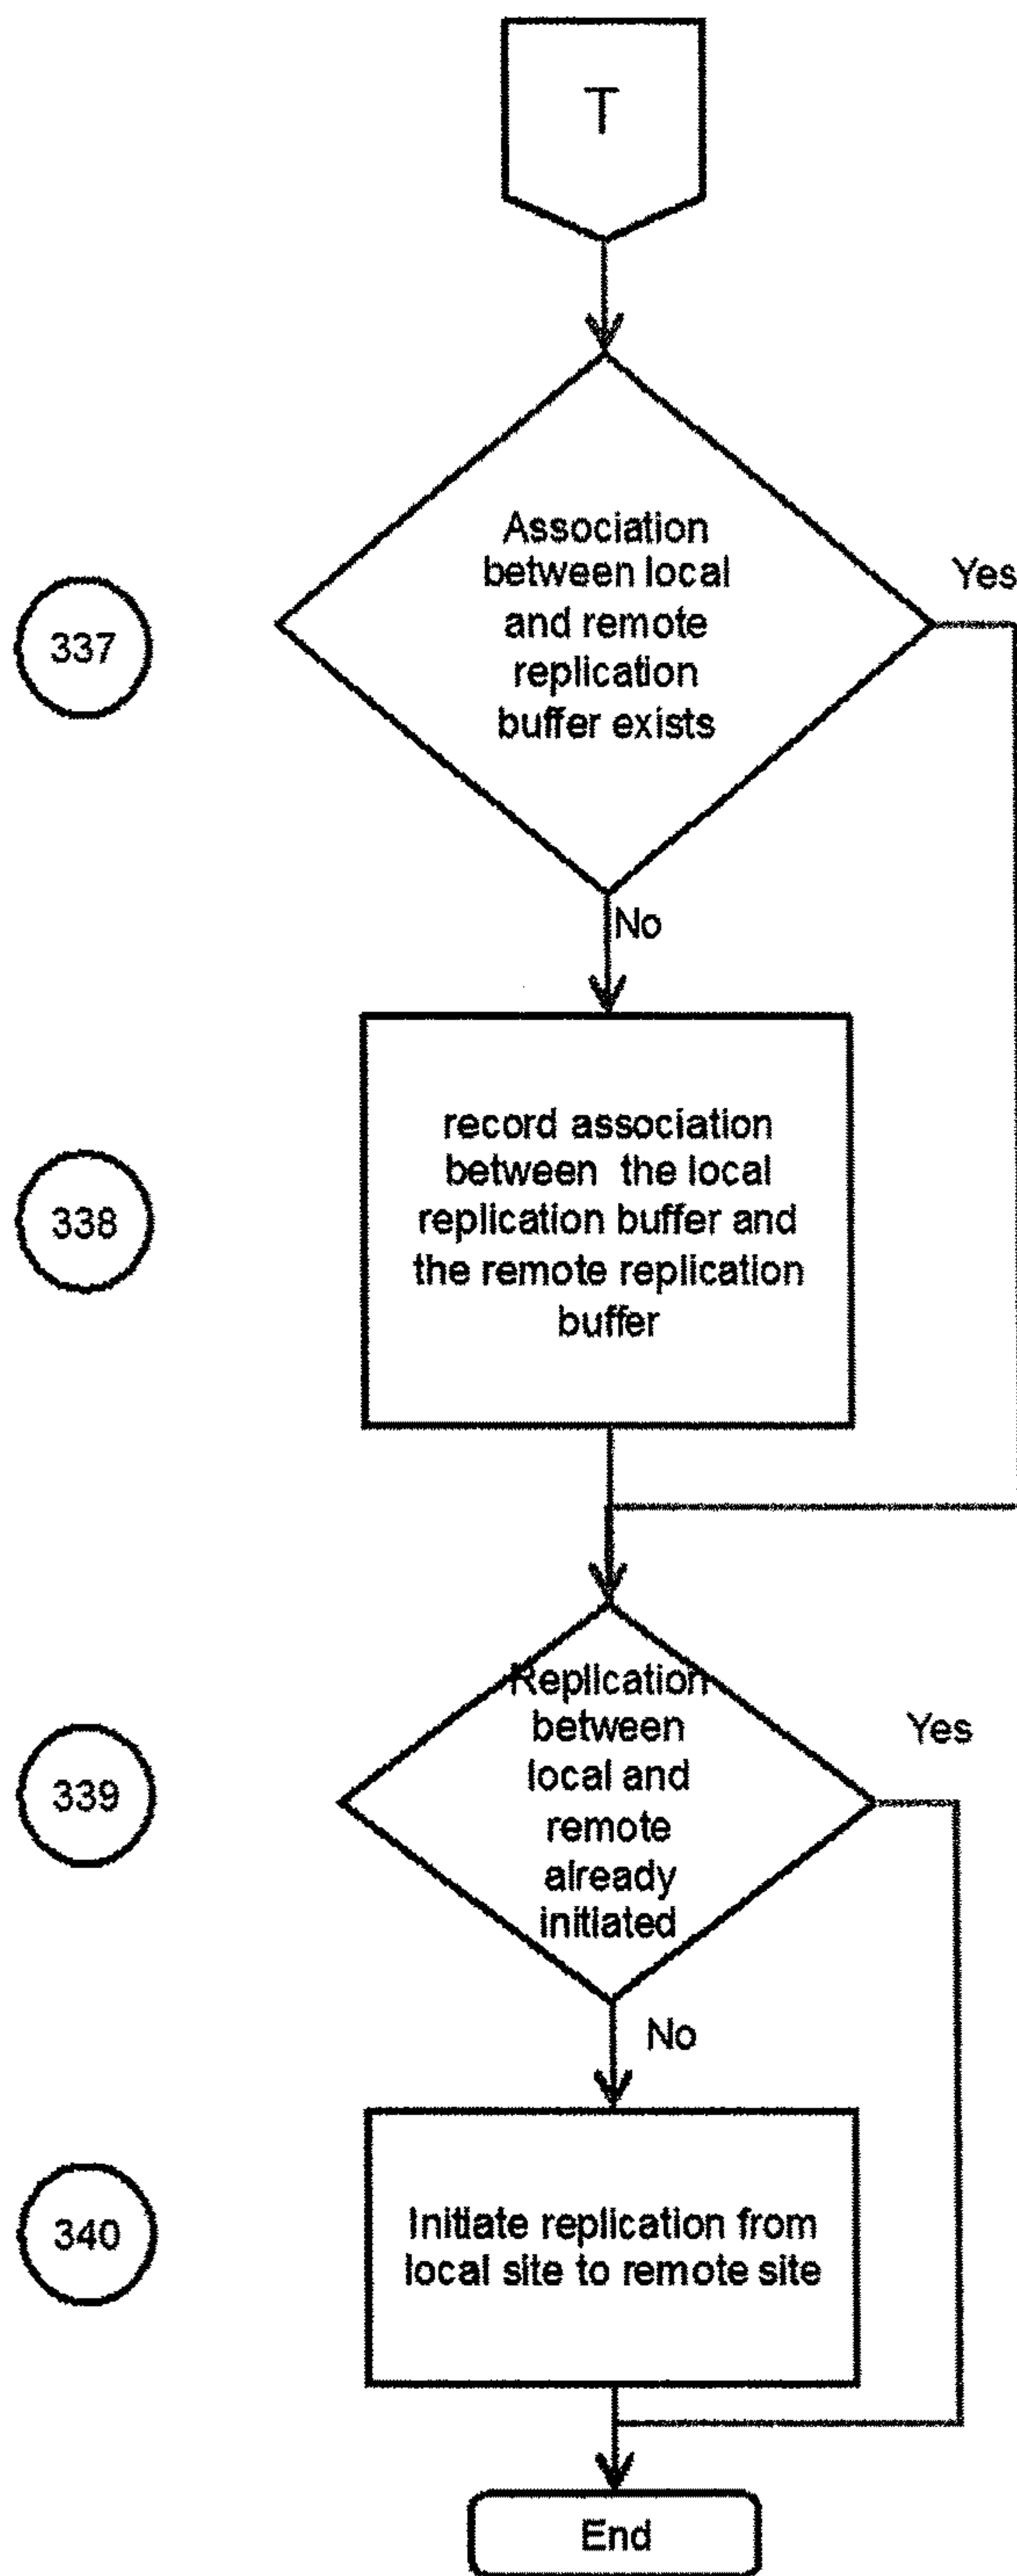 T
Association
between local
and remote
replication
buffer exists
Yes
337
No
record association
between the local
replication buffer and
the remote replication
buffer
338
Replication
between
local and
remote
already
initiated
Yes
339
No
Initiate replication from
local site to remote site
340
End